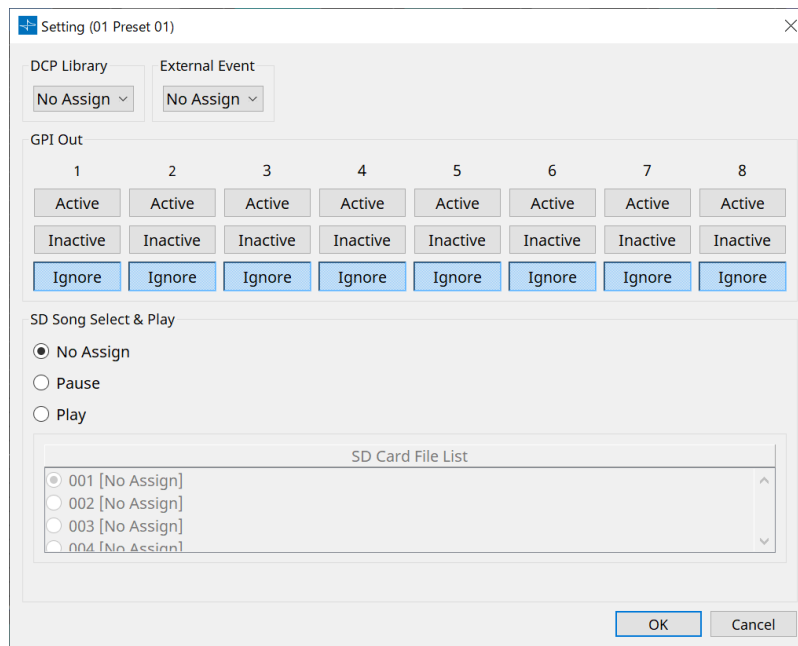 Setting (01 Preset 01)
DCP Library External Event
No Assign No Assign
GPI Out
1 2 3 4 5 6 7 8
Active Active Active Active Active Active Active Active
Inactive Inactive Inactive Inactive Inactive Inactive Inactive Inactive
Ignore Ignore Ignore Ignore Ignore Ignore Ignore Ignore
SD Song Select & Play
No Assign
Pause
Play
SD Card File List
001 [No Assign]
002 [No Assign]
003 [No Assign]
004 [No Assign]
OK Cancel